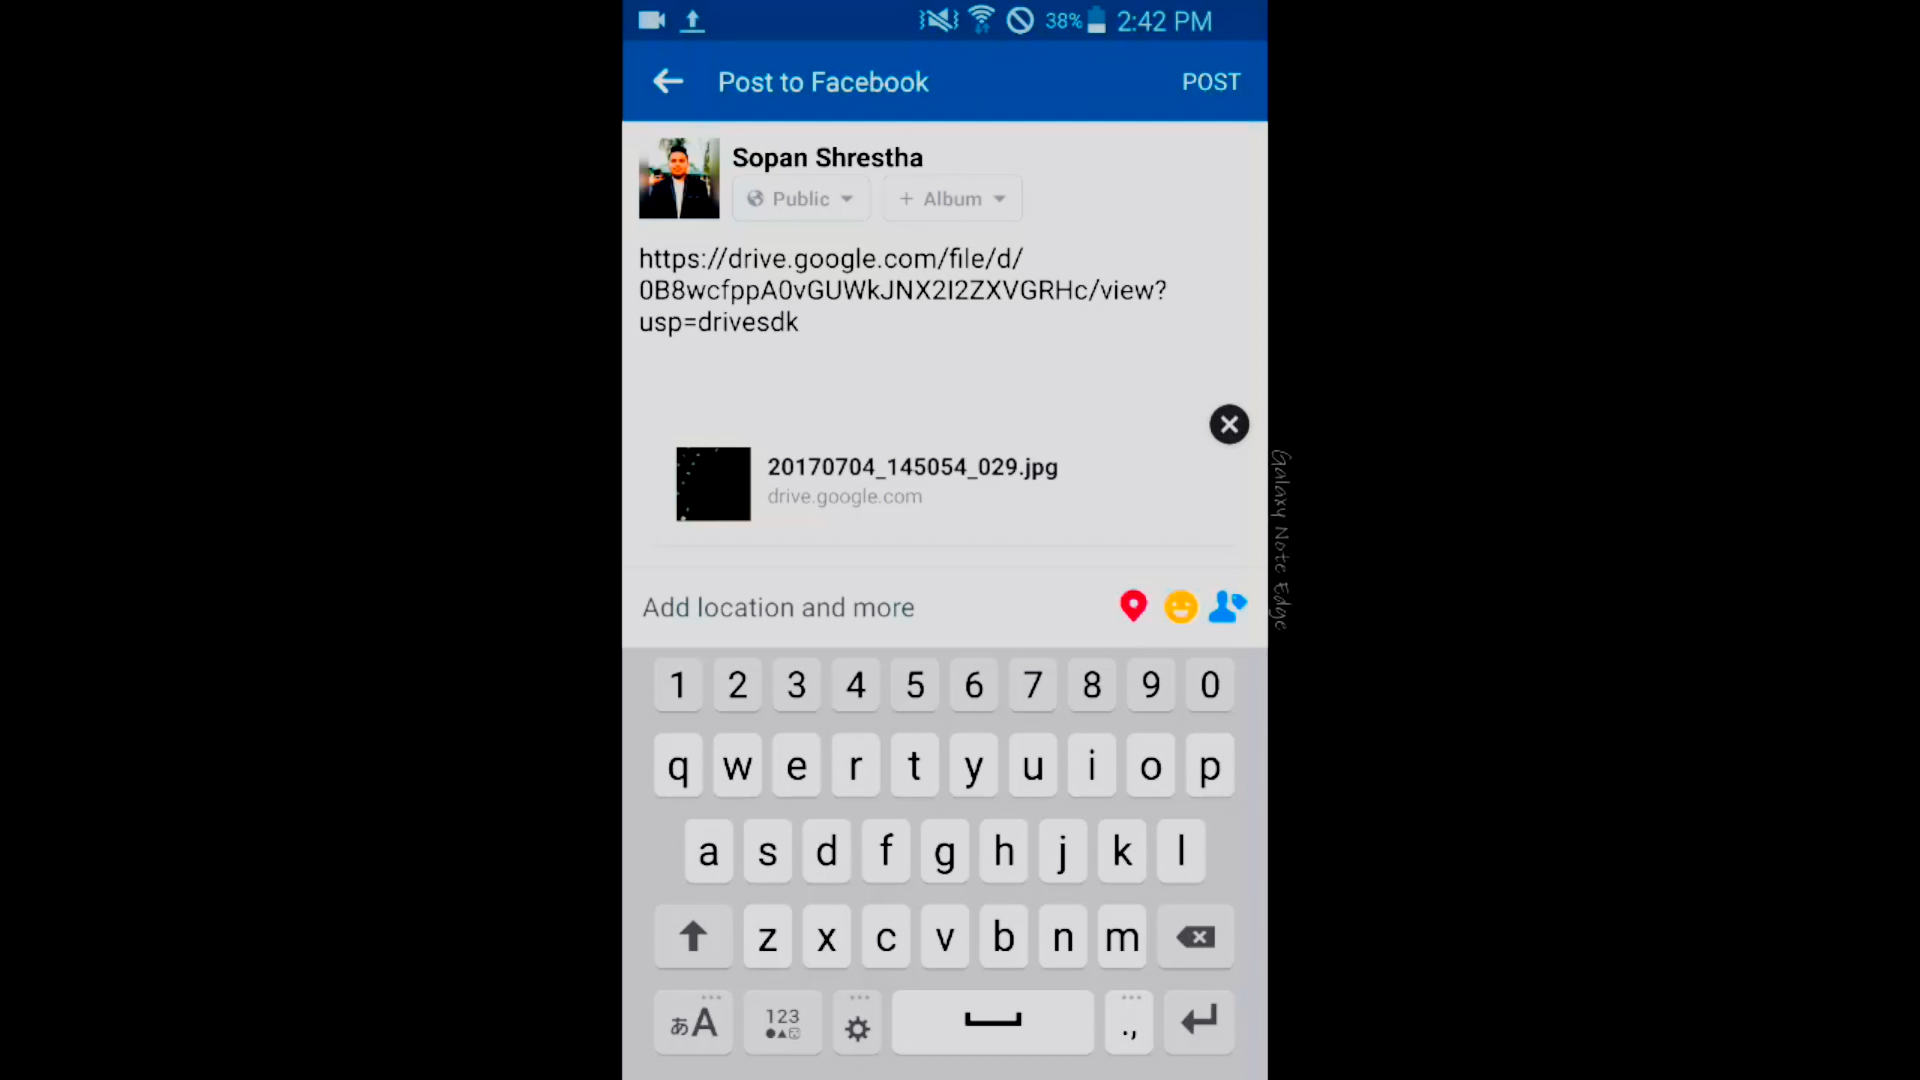 38% 2:42 PM
Post to Facebook POST
Sopan Shrestha
Public + Album
https://drive.google.com/file/d/
0B8wcfppA0vGUWkJNX2I2ZXVGRHc/view?
usp=drivesdk
20170704_145054_029.jpg
drive.google.com
Add location and more
1 2 3 4 5 6 7 8 9 0
q w e r t y u i o p
a s d f g h j k l
z x c v b n m
あA 123 .,
Galaxy Note Edge